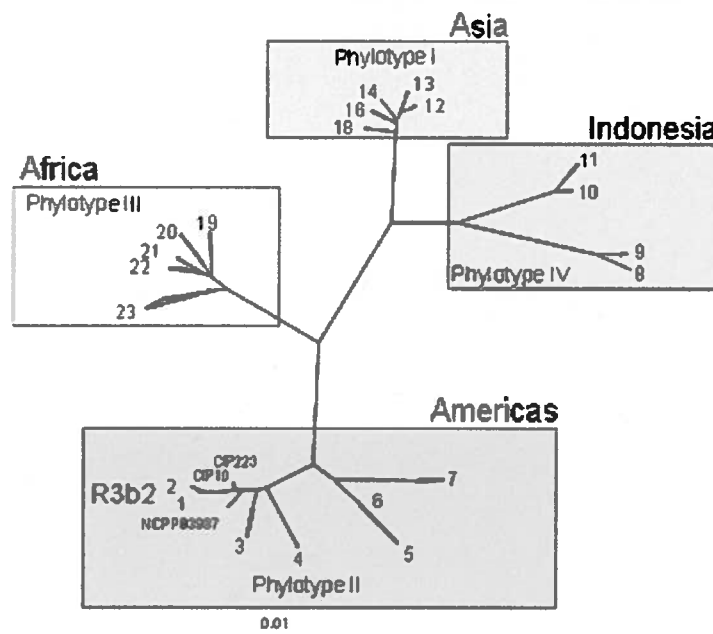 Asia
Phylotype I
13
14
12
16
18
Indonesia
11
10
9
8
Phylotype IV
Africa
Phylotype III
19
20
21
22
23
Americas
7
CIP223
CIP10
R3b2 2
6
1
NCPPB3987
3
4
5
Phylotype II
0.01